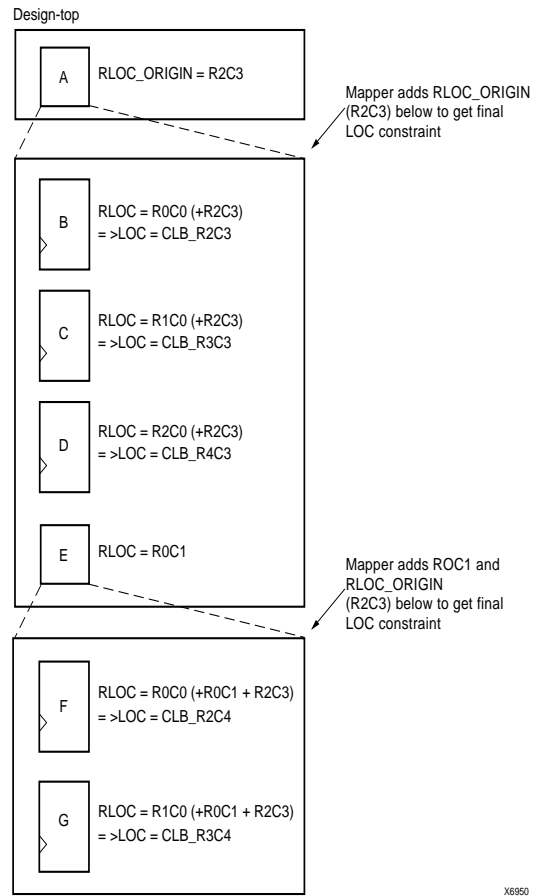 Design-top
A
RLOC_ORIGIN = R2C3
Mapper adds RLOC_ORIGIN
(R2C3) below to get final
LOC constraint
B
RLOC = R0C0 (+R2C3)
= >LOC = CLB_R2C3
C
RLOC = R1C0 (+R2C3)
= >LOC = CLB_R3C3
D
RLOC = R2C0 (+R2C3)
= >LOC = CLB_R4C3
E
RLOC = R0C1
Mapper adds ROC1 and
RLOC_ORIGIN
(R2C3) below to get final
LOC constraint
F
RLOC = R0C0 (+R0C1 + R2C3)
= >LOC = CLB_R2C4
G
RLOC = R1C0 (+R0C1 + R2C3)
= >LOC = CLB_R3C4
X6950